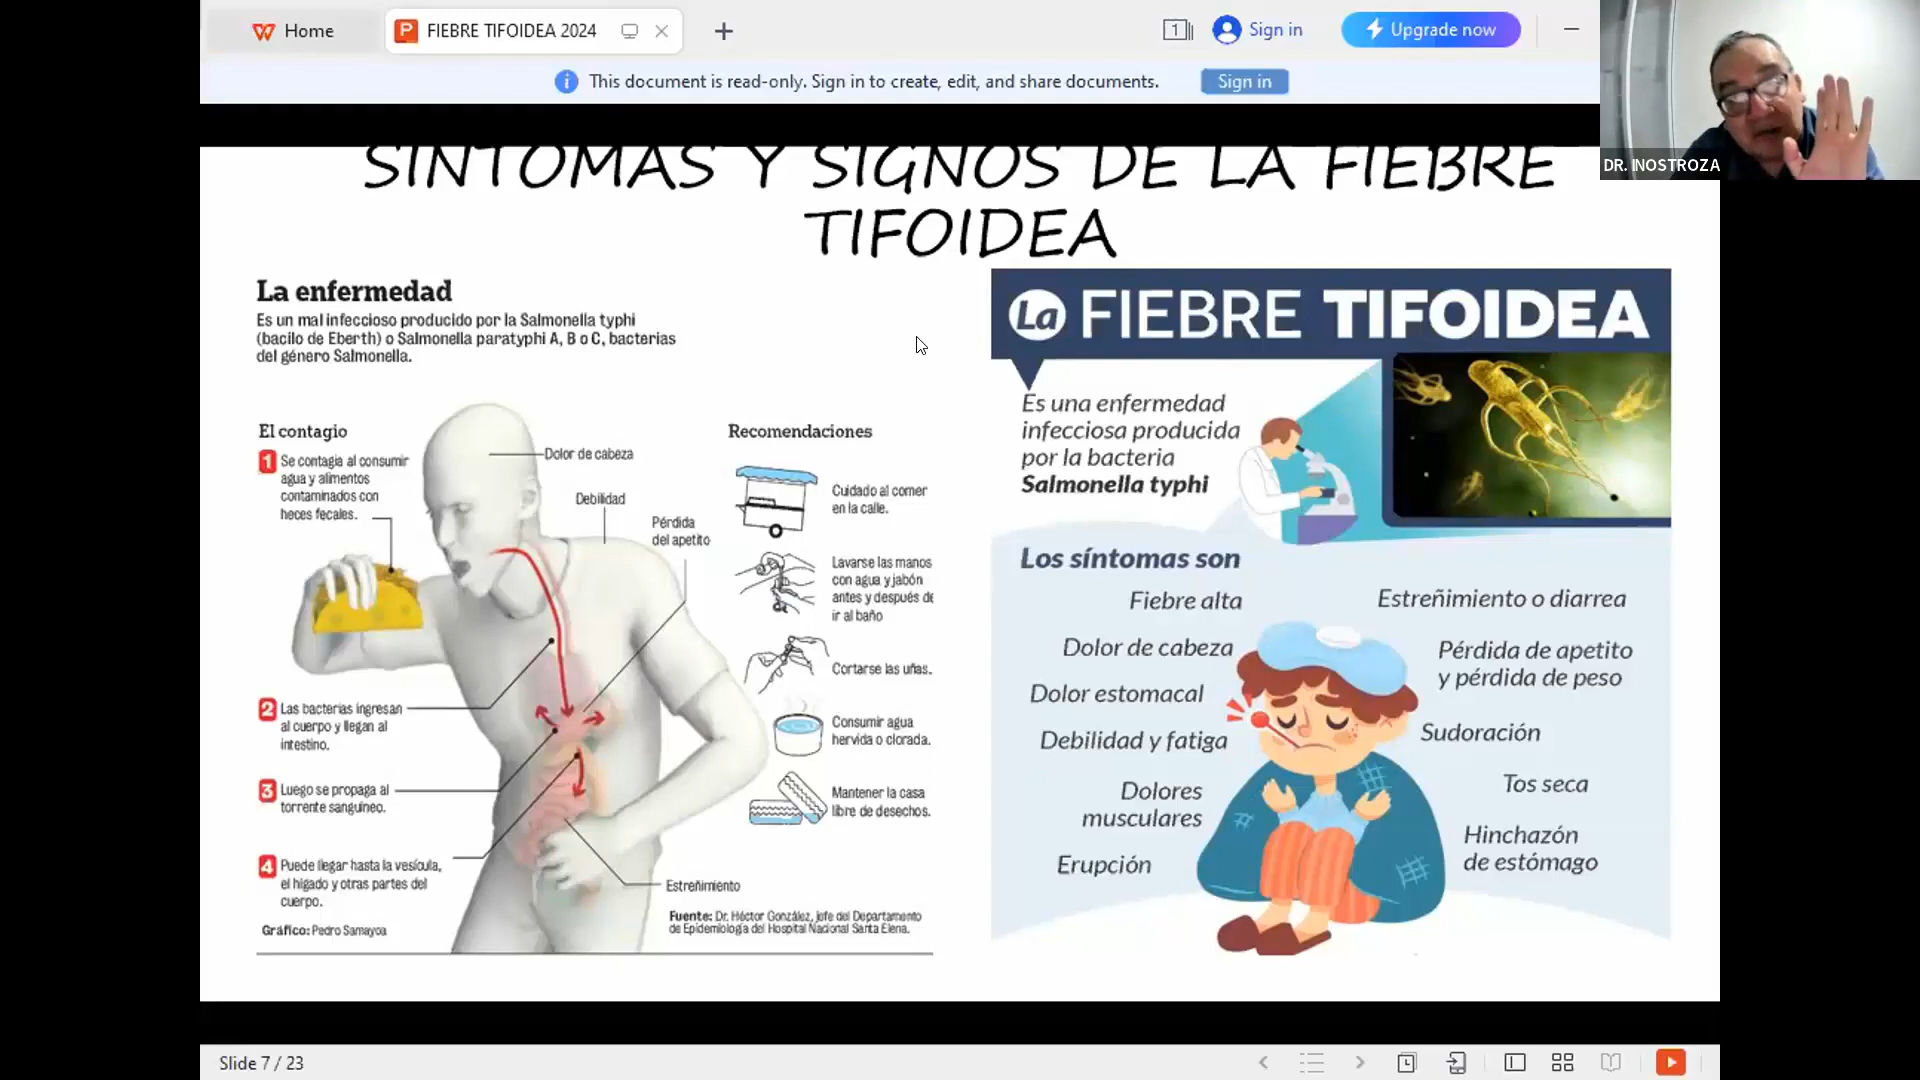 Home
FIEBRE TIFOIDEA 2024
1
Sign in
Upgrade now
This document is read-only. Sign in to create, edit, and share documents.
Sign in
DR. INOSTROZA
SINTOMAS Y SIGNOS DE LA FIEBRE
TIFOIDEA
La enfermedad
Es un mal infeccioso producido por la Salmonella typhi
(bacilo de Eberth) o Salmonella paratyphi A, B o C, bacterias
del género Salmonella.
El contagio
1 Se contagia al consumir
agua y alimentos
contaminados con
heces fecales.
2 Las bacterias ingresan
al cuerpo y llegan al
intestino.
3 Luego se propaga al
torrente sanguíneo.
4 Puede llegar hasta la vesícula,
el hígado y otras partes del
cuerpo.
Gráfico: Pedro Samayoa
Dolor de cabeza
Debilidad
Pérdida
del apetito
Estreñimiento
Recomendaciones
Cuidado al comer
en la calle.
Lavarse las manos
con agua y jabón
antes y después de
ir al baño
Cortarse las uñas.
Consumir agua
hervida o clorada.
Mantener la casa
libre de desechos.
Fuente: Dr. Héctor González, jefe del Departamento
de Epidemiología del Hospital Nacional Santa Elena.
La FIEBRE TIFOIDEA
Es una enfermedad
infecciosa producida
por la bacteria
Salmonella typhi
Los síntomas son
Fiebre alta
Dolor de cabeza
Dolor estomacal
Debilidad y fatiga
Dolores
musculares
Erupción
Estreñimiento o diarrea
Pérdida de apetito
y pérdida de peso
Sudoración
Tos seca
Hinchazón
de estómago
Slide 7 / 23